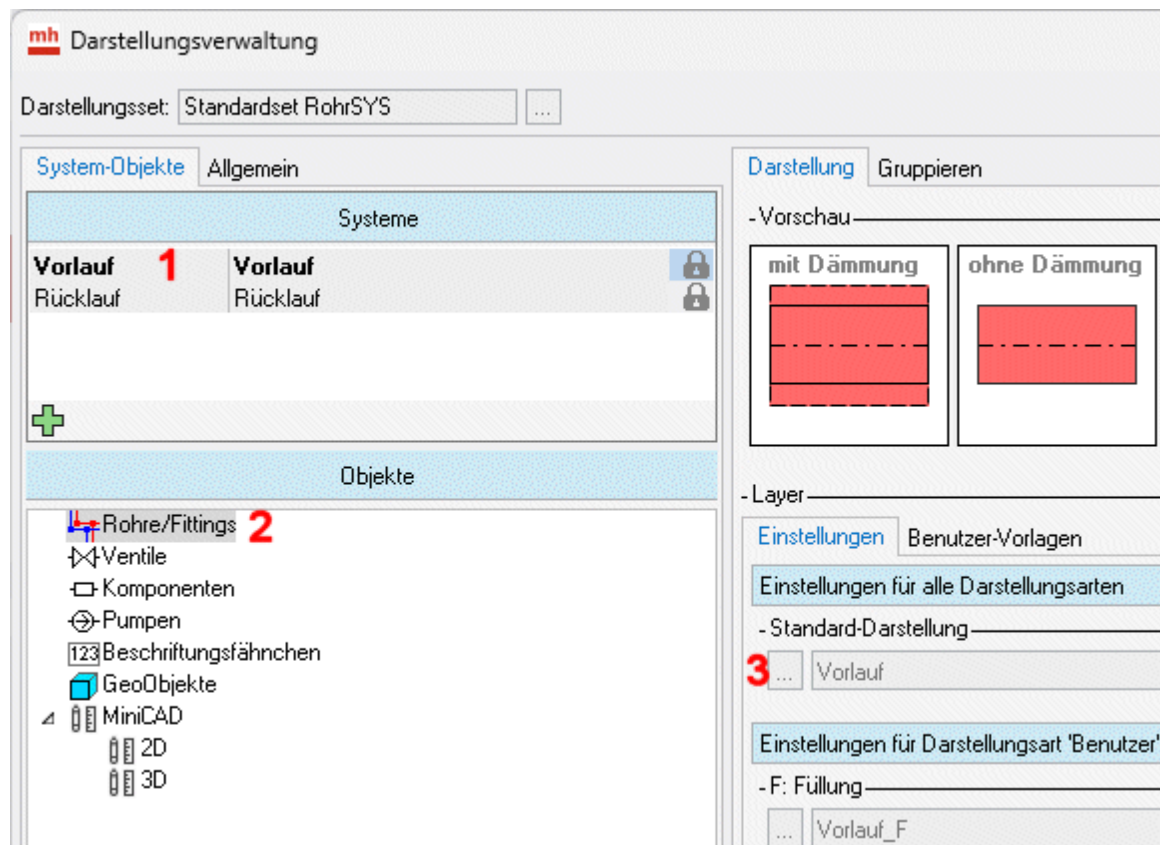 mh Darstellungsverwaltung
Darstellungsset: Standardset RohrSYS ...
System-Objekte Allgemein
Systeme
Vorlauf 1 Vorlauf
Rücklauf Rücklauf
Objekte
Rohre/Fittings 2
Ventile
Komponenten
Pumpen
123 Beschriftungsfähnchen
GeoObjekte
MiniCAD
2D
3D
Darstellung Gruppieren
Vorschau
mit Dämmung ohne Dämmung
Layer
Einstellungen Benutzer-Vorlagen
Einstellungen für alle Darstellungsarten
Standard-Darstellung
3 ... Vorlauf
Einstellungen für Darstellungsart 'Benutzer'
F: Füllung
... Vorlauf_F